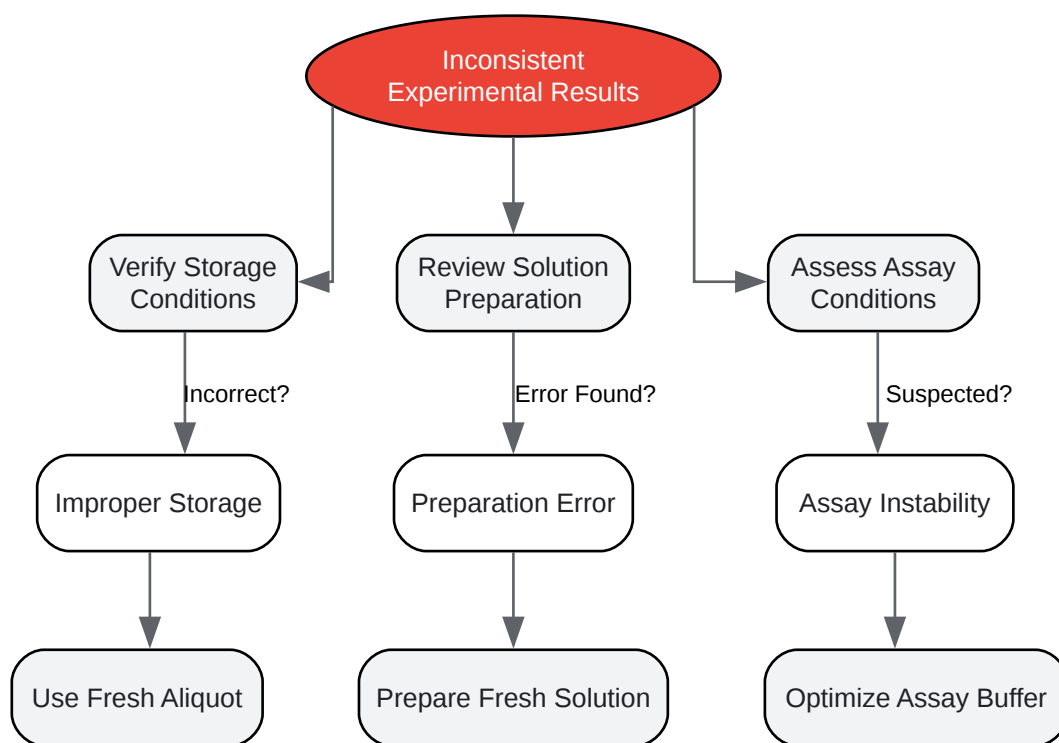 Inconsistent
Experimental Results
Verify Storage
Conditions
Review Solution
Preparation
Assess Assay
Conditions
Incorrect?
Error Found?
Suspected?
Improper Storage
Preparation Error
Assay Instability
Use Fresh Aliquot
Prepare Fresh Solution
Optimize Assay Buffer